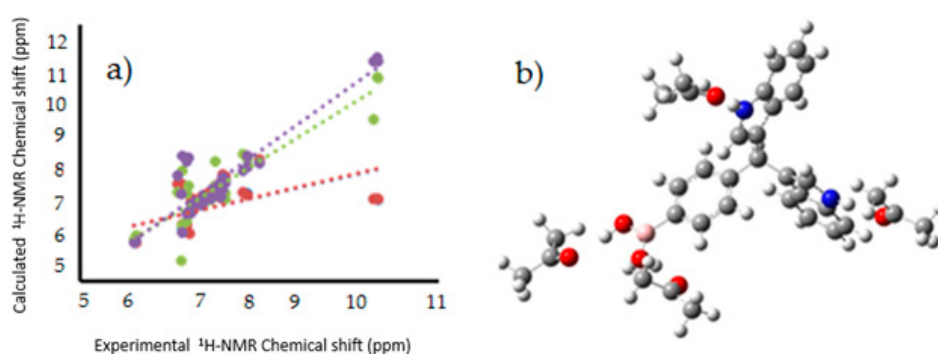 a)
b)
Calculated ¹H-NMR Chemical shift (ppm)
12
11
10
9
8
7
6
5
5 6 7 8 9 10 11
Experimental ¹H-NMR Chemical shift (ppm)